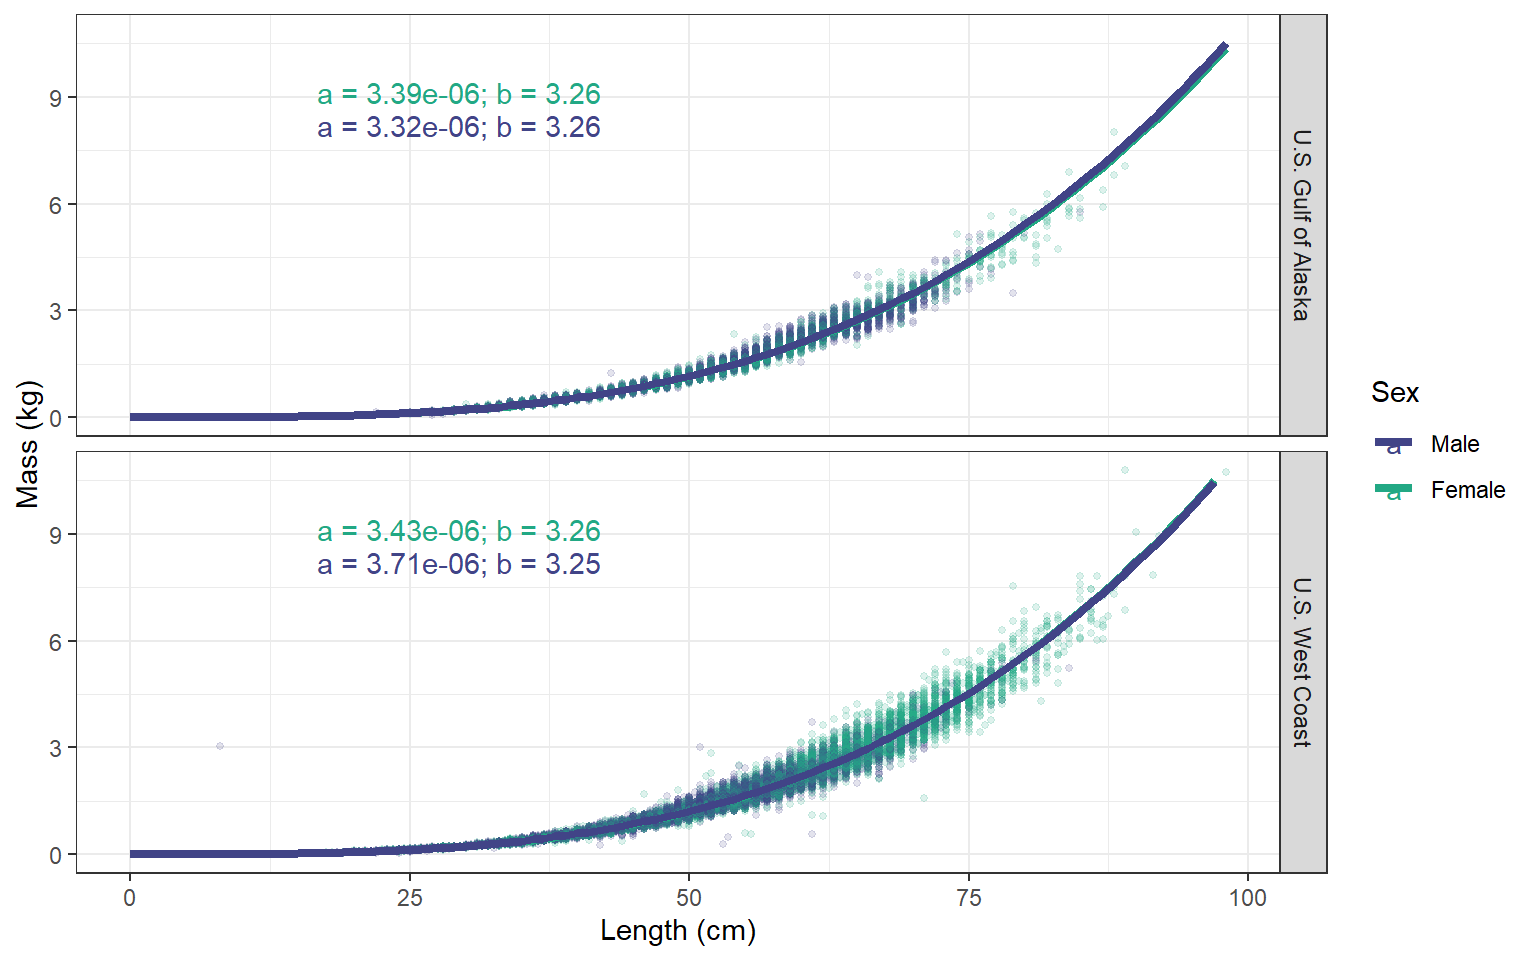 9
6
3
0
a = 3.39e-06; b = 3.26
a = 3.32e-06; b = 3.26
U.S. Gulf of Alaska
Mass (kg)
9
6
3
0
a = 3.43e-06; b = 3.26
a = 3.71e-06; b = 3.25
U.S. West Coast
0 25 50 75 100
Length (cm)
Sex
a Male
a Female